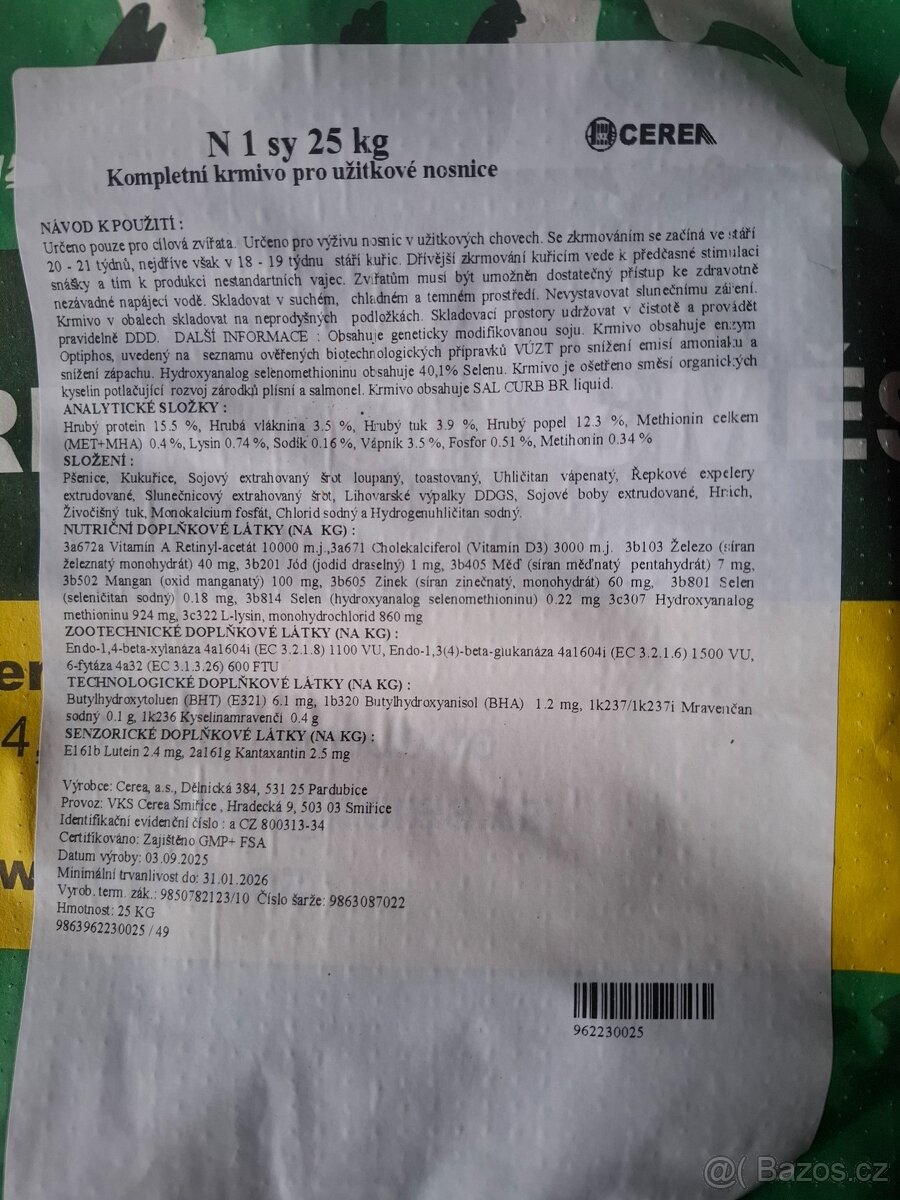 N 1 sy 25 kg
CEREA
Kompletní krmivo pro užitkové nosnice
NÁVOD K POUŽITÍ :
Určeno pouze pro cílová zvířata. Určeno pro výživu nosnic v užitkových chovech. Se zkrmováním se začíná ve stáří
20 - 21 týdnů, nejdříve však v 18 - 19 týdnu stáří kuřic. Dřívější zkrmování kuřicím vede k předčasné stimulaci
snášky a tím k produkci nestandartních vajec. Zvířatům musí být umožněn dostatečný přístup ke zdravotně
nezávadné napájecí vodě. Skladovat v suchém, chladném a temném prostředí. Nevystavovat slunečnímu záření.
Krmivo v obalech skladovat na neprodyšných podložkách. Skladovací prostory udržovat v čistotě a provádět
pravidelně DDD. DALŠÍ INFORMACE : Obsahuje geneticky modifikovanou soju. Krmivo obsahuje enzym
Optiphos, uvedený na seznamu ověřených biotechnologických přípravků VÚZT pro snížení emisí amoniaku a
snížení zápachu. Hydroxyanalog selenomethioninu obsahuje 40,1% Selenu. Krmivo je ošetřeno směsí organických
kyselin potlačující rozvoj zárodků plísní a salmonel. Krmivo obsahuje SAL CURB BR liquid.
ANALYTICKÉ SLOŽKY :
Hrubý protein 15.5 %, Hrubá vláknina 3.5 %, Hrubý tuk 3.9 %, Hrubý popel 12.3 %, Methionin celkem
(MET+MHA) 0.4 %, Lysin 0.74 %, Sodík 0.16 %, Vápník 3.5 %, Fosfor 0.51 %, Metihonin 0.34 %
SLOŽENÍ :
Pšenice, Kukuřice, Sojový extrahovaný šrot loupaný, toastovaný, Uhličitan vápenatý, Řepkové expelery
extrudované, Slunečnicový extrahovaný šrot, Lihovarské výpalky DDGS, Sojové boby extrudované, Hrách,
Živočišný tuk, Monokalcium fosfát, Chlorid sodný a Hydrogenuhličitan sodný.
NUTRIČNÍ DOPLŇKOVÉ LÁTKY (NA KG) :
3a672a Vitamín A Retinyl-acetát 10000 m.j.,3a671 Cholekalciferol (Vitamín D3) 3000 m.j. 3b103 Železo (síran
železnatý monohydrát) 40 mg, 3b201 Jód (jodid draselný) 1 mg, 3b405 Měď (síran měďnatý pentahydrát) 7 mg,
3b502 Mangan (oxid manganatý) 100 mg, 3b605 Zinek (síran zinečnatý, monohydrát) 60 mg, 3b801 Selen
(seleničitan sodný) 0.18 mg, 3b814 Selen (hydroxyanalog selenomethioninu) 0.22 mg 3c307 Hydroxyanalog
methioninu 924 mg, 3c322 L-lysin, monohydrochlorid 860 mg
ZOOTECHNICKÉ DOPLŇKOVÉ LÁTKY (NA KG) :
Endo-1,4-beta-xylanáza 4a1604i (EC 3.2.1.8) 1100 VU, Endo-1,3(4)-beta-glukanáza 4a1604i (EC 3.2.1.6) 1500 VU,
6-fytáza 4a32 (EC 3.1.3.26) 600 FTU
TECHNOLOGICKÉ DOPLŇKOVÉ LÁTKY (NA KG) :
Butylhydroxytoluen (BHT) (E321) 6.1 mg, 1b320 Butylhydroxyanisol (BHA) 1.2 mg, 1k237/1k237i Mravenčan
sodný 0.1 g, 1k236 Kyselinamravenčí 0.4 g
SENZORICKÉ DOPLŇKOVÉ LÁTKY (NA KG) :
E161b Lutein 2.4 mg, 2a161g Kantaxantin 2.5 mg
Výrobce: Cerea, a.s., Dělnická 384, 531 25 Pardubice
Provoz: VKS Cerea Smiřice , Hradecká 9, 503 03 Smiřice
Identifikační evidenční číslo : a CZ 800313-34
Certifikováno: Zajištěno GMP+ FSA
Datum výroby: 03.09.2025
Minimální trvanlivost do: 31.01.2026
Vyrob. term. zák.: 9850782123/10 Číslo šarže: 9863087022
Hmotnost: 25 KG
9863962230025 / 49
962230025
@( Bazos.cz